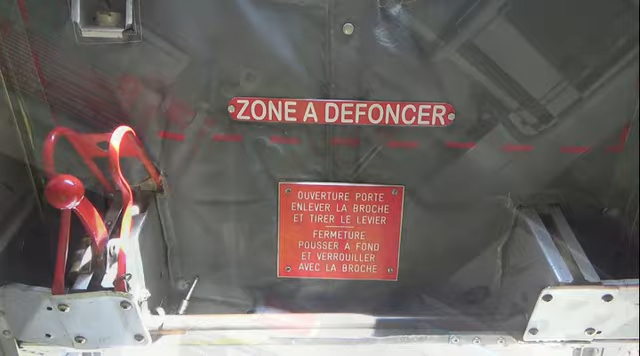 ZONE A DEFONCER
OUVERTURE PORTE
ENLEVER LA BROCHE
ET TIRER LE LEVIER
FERMETURE
POUSSER A FOND
ET VERROUILLER
AVEC LA BROCHE